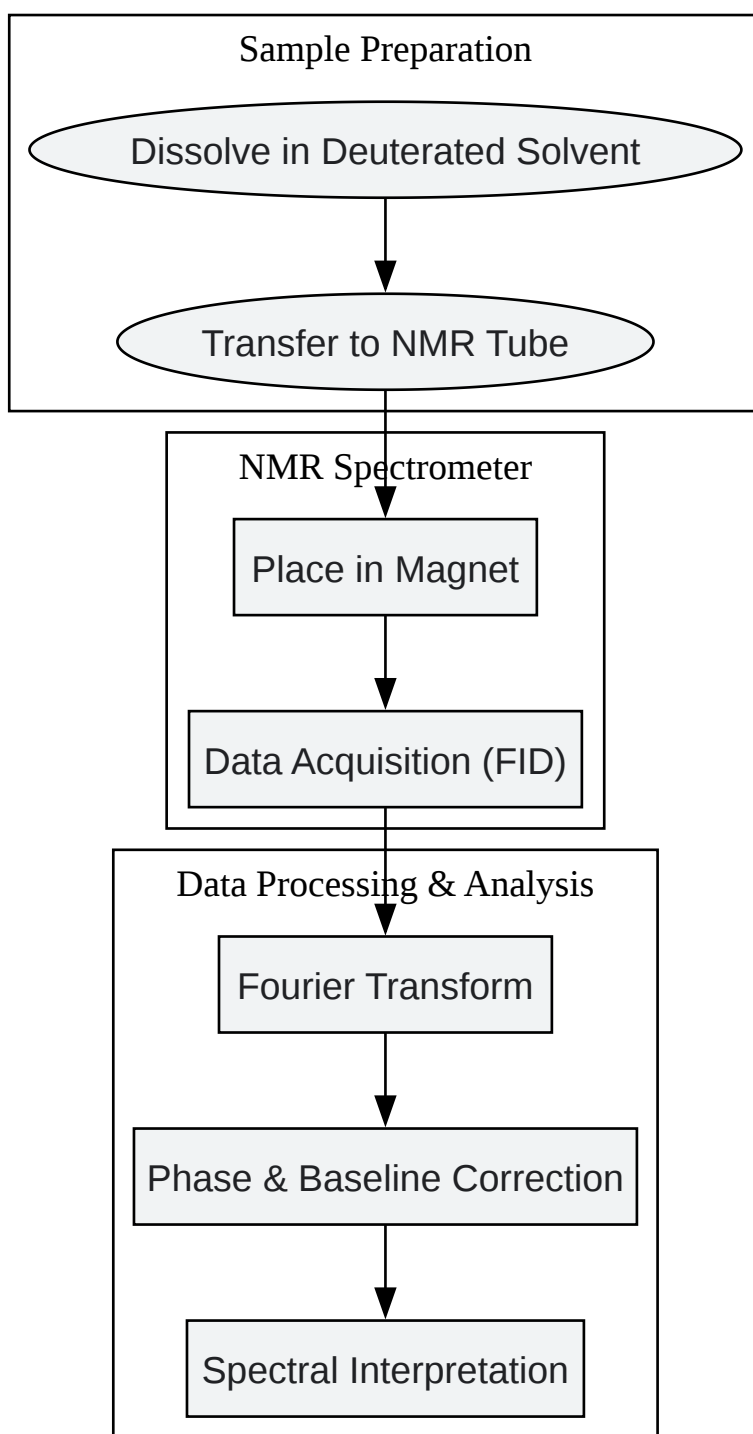 Sample Preparation
Dissolve in Deuterated Solvent
Transfer to NMR Tube
NMR Spectrometer
Place in Magnet
Data Acquisition (FID)
Data Processing & Analysis
Fourier Transform
Phase & Baseline Correction
Spectral Interpretation